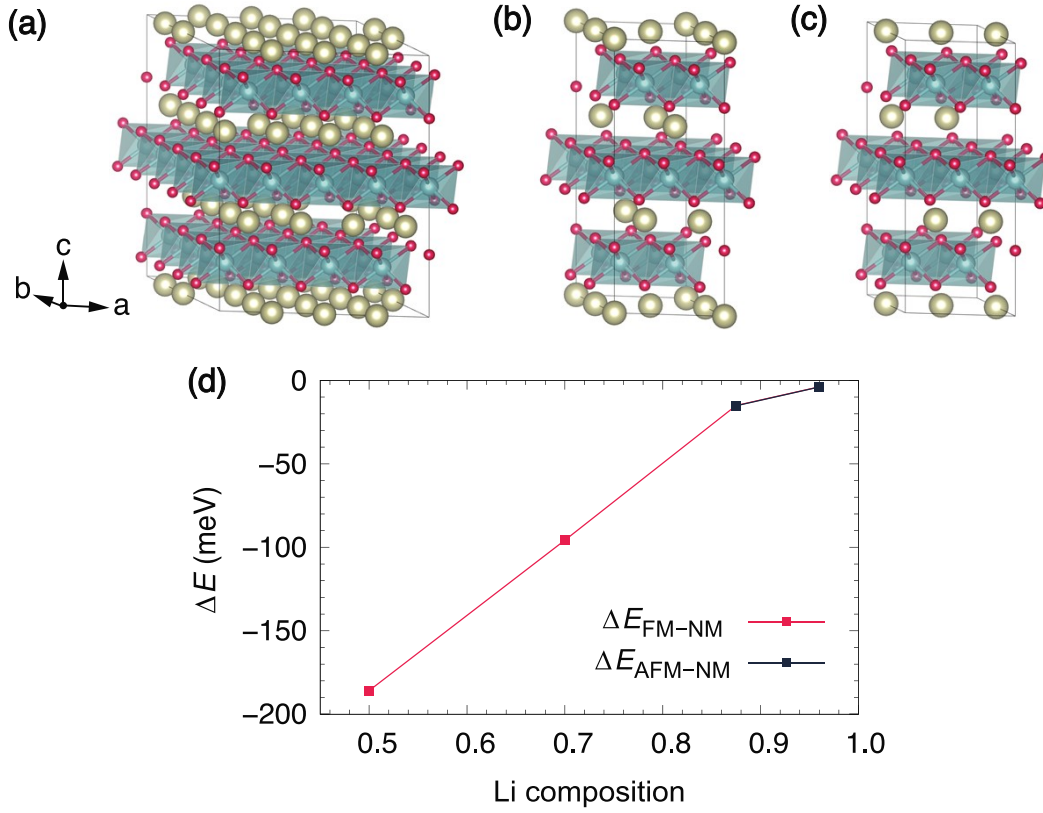 (a)
(b)
(c)
c
b
a
(d)
0
−50
−100
−150
−200
ΔE (meV)
ΔE_FM−NM
ΔE_AFM−NM
0.5 0.6 0.7 0.8 0.9 1.0
Li composition